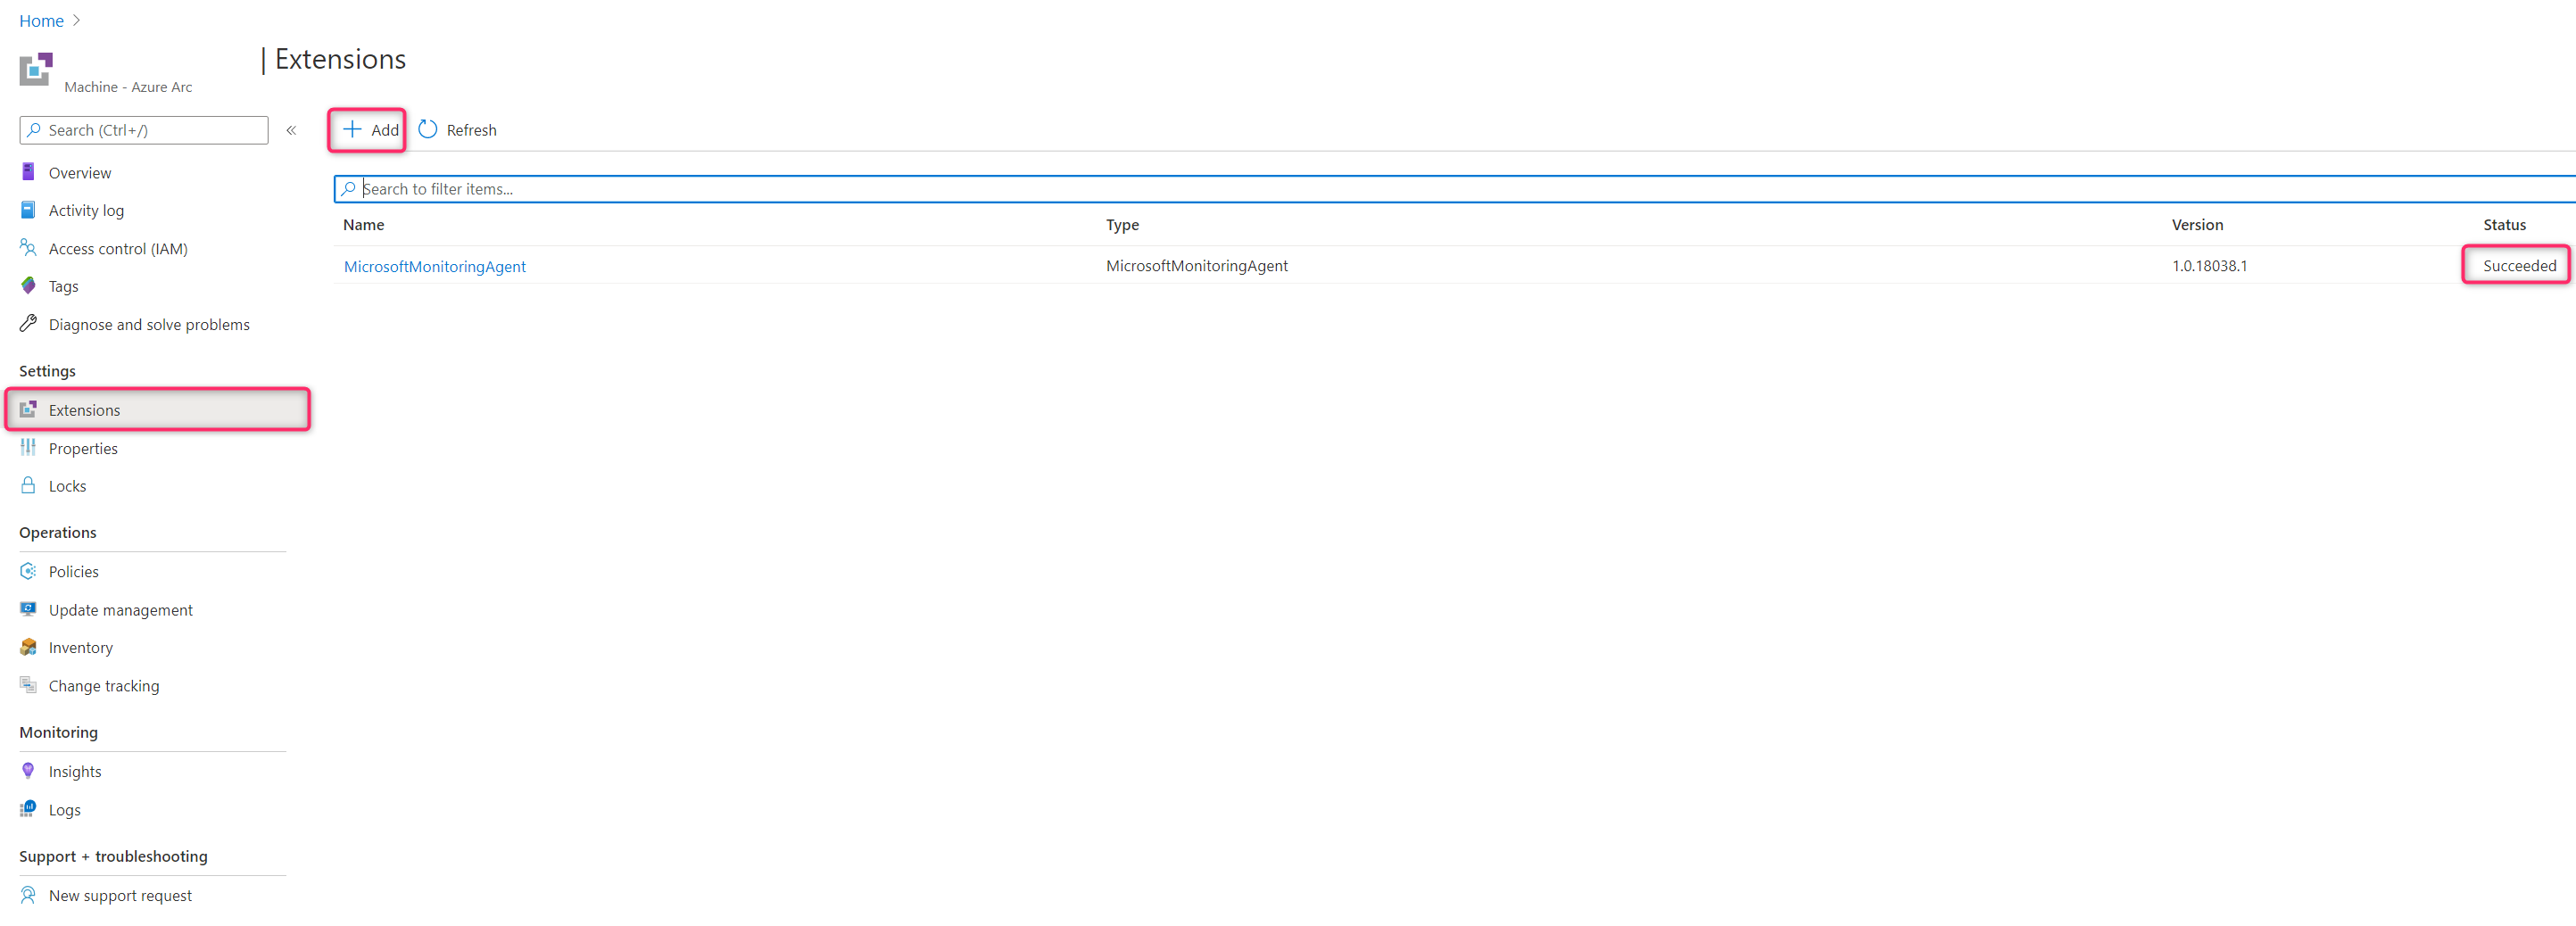 Home >
| Extensions
Machine - Azure Arc
Search (Ctrl+/)
«
Add
Refresh
Overview
Activity log
Access control (IAM)
Tags
Diagnose and solve problems
Settings
Extensions
Properties
Locks
Operations
Policies
Update management
Inventory
Change tracking
Monitoring
Insights
Logs
Support + troubleshooting
New support request
Search to filter items...
Name Type Version Status
MicrosoftMonitoringAgent MicrosoftMonitoringAgent 1.0.18038.1 Succeeded